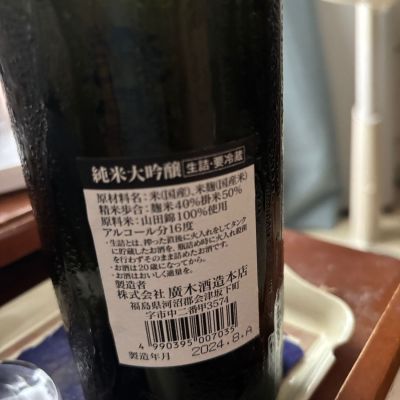 純米大吟醸 生詰・要冷蔵
原材料名：米（国産）、米麹（国産米）
精米歩合：麹米40%掛米50%
原料米：山田錦100%使用
アルコール分16度
・生詰とは、搾った直後に火入れをしてタンク
に貯蔵したお酒を、瓶詰め時に火入れ殺菌
を行わずそのまま詰めたお酒です。
・お酒は20歳になってから。
・お酒はおいしく適量を。
製造者
株式会社 廣木酒造本店
福島県河沼郡会津坂下町
字市中二番甲3574
4 990395 007035
製造年月 2024.8.A